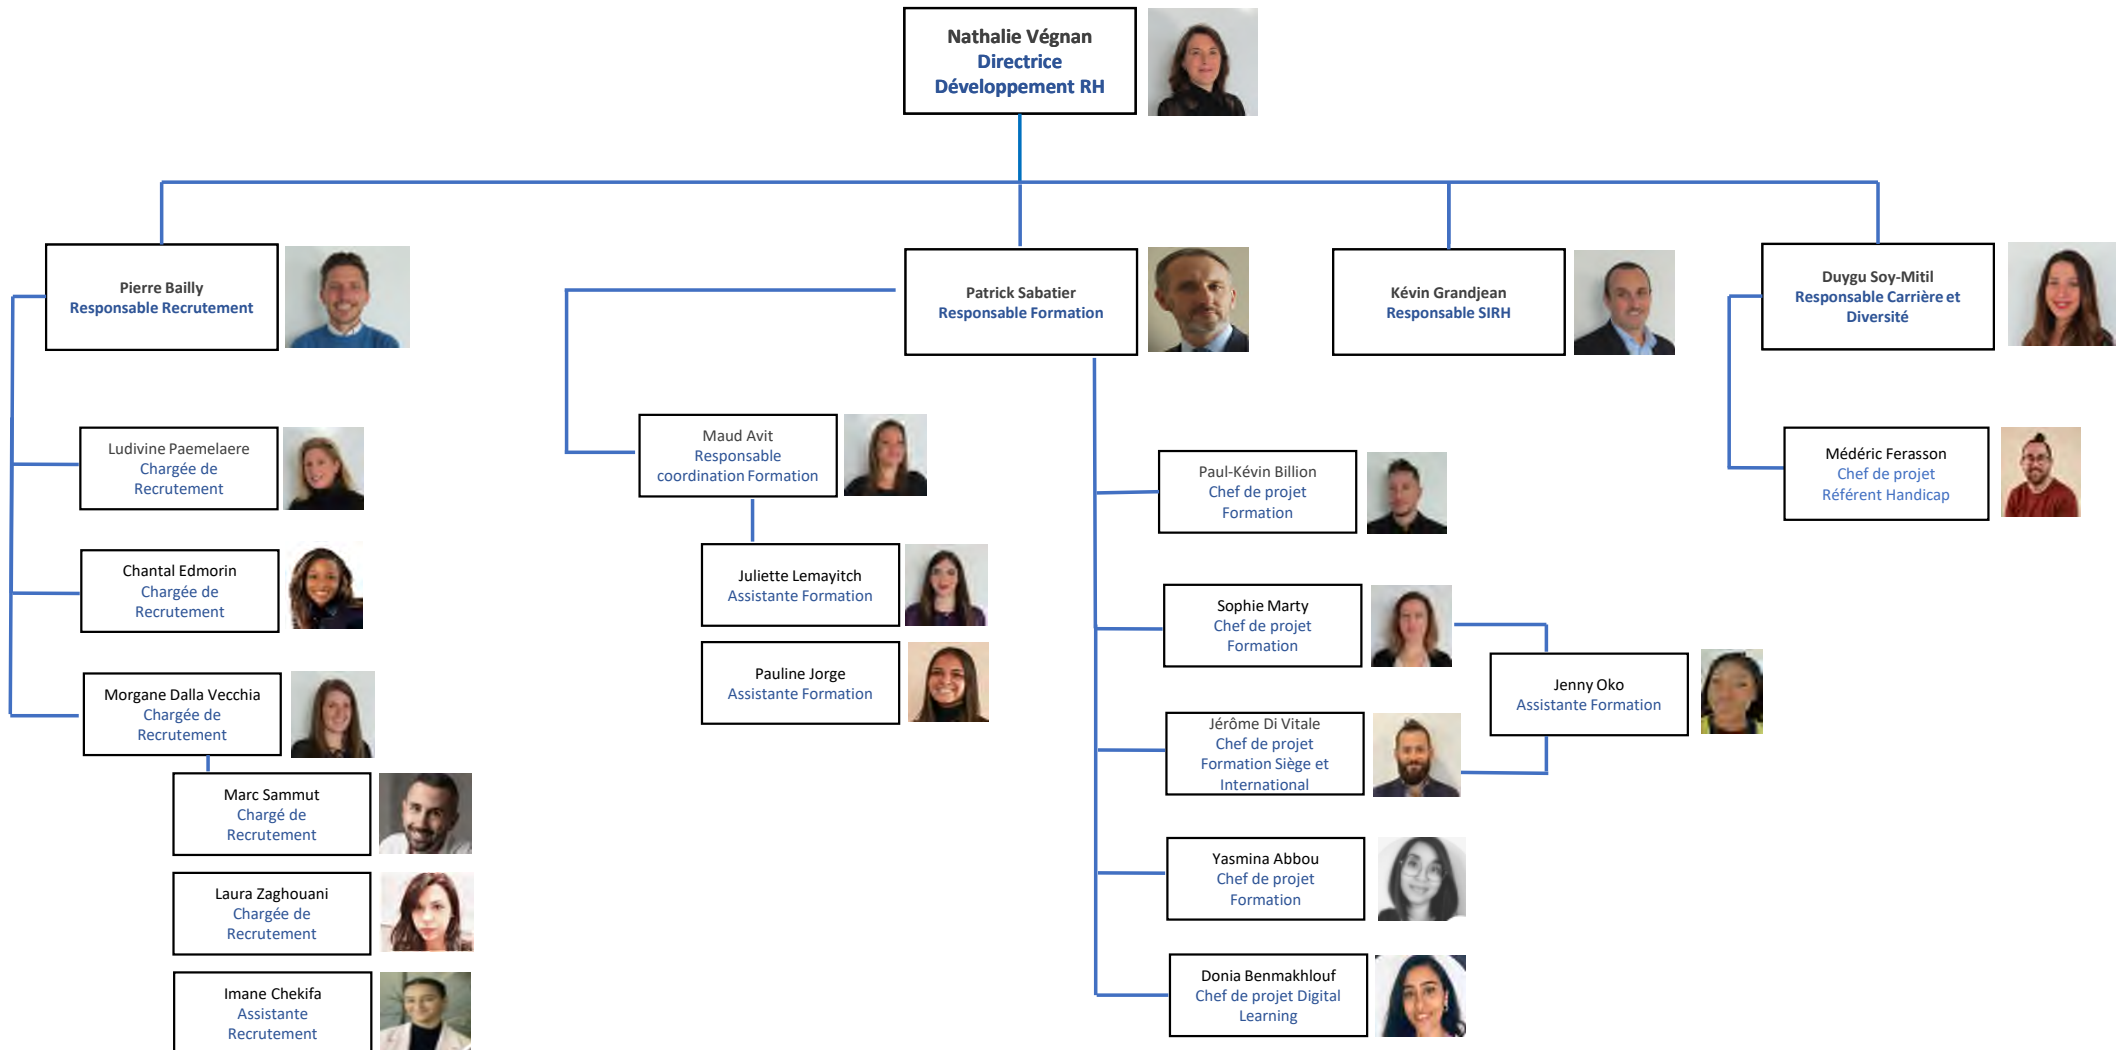 Nathalie Végnan
Directrice
Développement RH
Pierre Bailly
Responsable Recrutement
Patrick Sabatier
Responsable Formation
Kévin Grandjean
Responsable SIRH
Duygu Soy-Mitil
Responsable Carrière et
Diversité
Ludivine Paemelaere
Chargée de
Recrutement
Chantal Edmorin
Chargée de
Recrutement
Morgane Dalla Vecchia
Chargée de
Recrutement
Marc Sammut
Chargé de
Recrutement
Laura Zaghouani
Chargée de
Recrutement
Imane Chekifa
Assistante
Recrutement
Maud Avit
Responsable
coordination Formation
Juliette Lemayitch
Assistante Formation
Pauline Jorge
Assistante Formation
Paul-Kévin Billion
Chef de projet
Formation
Sophie Marty
Chef de projet
Formation
Jérôme Di Vitale
Chef de projet
Formation Siège et
International
Yasmina Abbou
Chef de projet
Formation
Donia Benmakhlouf
Chef de projet Digital
Learning
Jenny Oko
Assistante Formation
Médéric Ferasson
Chef de projet
Référent Handicap